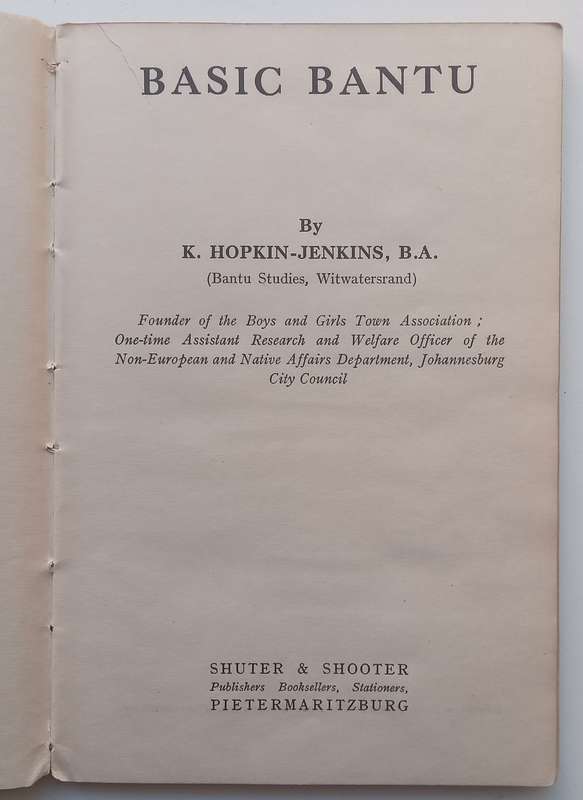 BASIC BANTU
By
K. HOPKIN-JENKINS, B.A.
(Bantu Studies, Witwatersrand)
Founder of the Boys and Girls Town Association ;
One-time Assistant Research and Welfare Officer of the
Non-European and Native Affairs Department, Johannesburg
City Council
SHUTER & SHOOTER
Publishers Booksellers, Stationers,
PIETERMARITZBURG